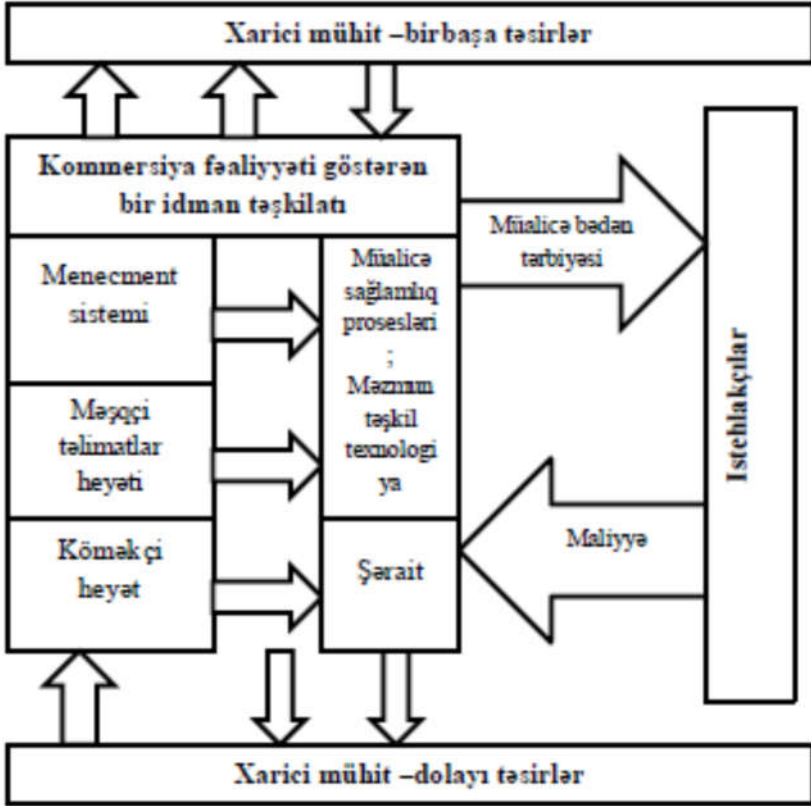 Xarici mühit –birbaşa təsirlər
Kommersiya fəaliyyəti göstərən
bir idman təşkilatı
Menecment
sistemi
Müalicə
sağlamlıq
prosesləri
;
Məzmun
təşkil
texnologi
ya
Məşqçi
təlimatlar
heyəti
Köməkçi
heyət
Şərait
Müalicə bədən
tərbiyəsi
Maliyyə
Istehlakçılar
Xarici mühit –dolayı təsirlər